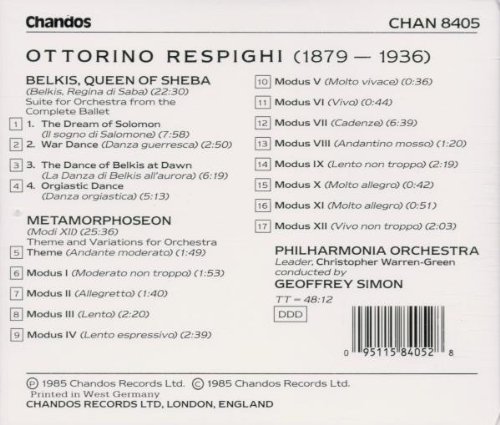 Chandos
CHAN 8405
OTTORINO RESPIGHI (1879 — 1936)
BELKIS, QUEEN OF SHEBA
(Belkis, Regina di Saba) (22:30)
Suite for Orchestra from the
Complete Ballet
1 1. The Dream of Solomon
(Il sogno di Salomone) (7:58)
2 2. War Dance (Danza guerresca) (2:50)
3 3. The Dance of Belkis at Dawn
(La Danza di Belkis all'aurora) (6:19)
4 4. Orgiastic Dance
(Danza orgiastica) (5:13)
METAMORPHOSEON
(Modi XII) (25:36)
Theme and Variations for Orchestra
5 Theme (Andante moderato) (1:49)
6 Modus I (Moderato non troppo) (1:53)
7 Modus II (Allegretto) (1:40)
8 Modus III (Lento) (2:20)
9 Modus IV (Lento espressivo) (2:39)
10 Modus V (Molto vivace) (0:36)
11 Modus VI (Vivo) (0:44)
12 Modus VII (Cadenze) (6:39)
13 Modus VIII (Andantino mosso) (1:20)
14 Modus IX (Lento non troppo) (2:19)
15 Modus X (Molto allegro) (0:42)
16 Modus XI (Molto allegro) (0:51)
17 Modus XII (Vivo non troppo) (2:03)
PHILHARMONIA ORCHESTRA
Leader, Christopher Warren-Green
conducted by
GEOFFREY SIMON
TT = 48:12
DDD
0 95115 84052 8
Ⓟ 1985 Chandos Records Ltd. © 1985 Chandos Records Ltd.
Printed in West Germany
CHANDOS RECORDS LTD, LONDON, ENGLAND